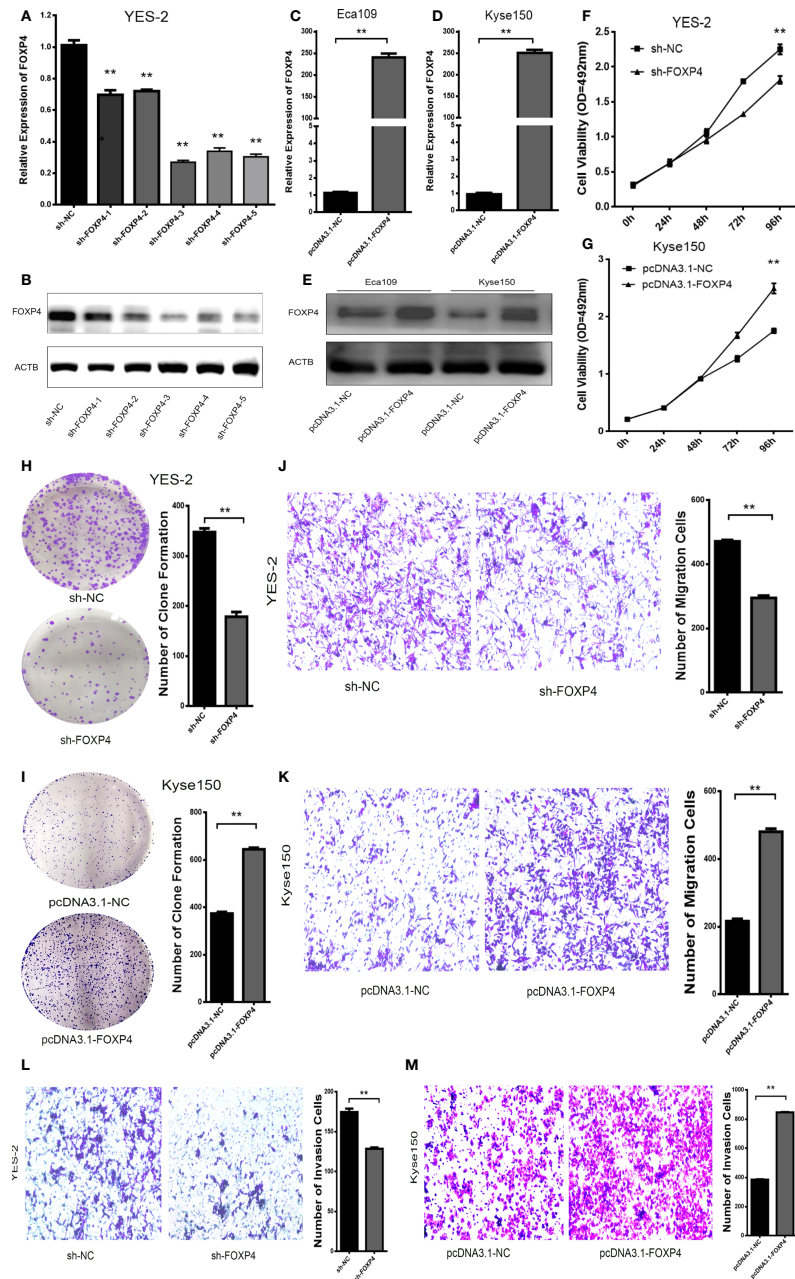 A
YES-2
Relative Expression of FOXP4
1.2
1.0
0.8
0.6
0.4
0.2
0.0
**
**
**
**
**
sh-NC
sh-FOXP4-1
sh-FOXP4-2
sh-FOXP4-3
sh-FOXP4-4
sh-FOXP4-5
C
Eca109
Relative Expression of FOXP4
300
250
200
150
100
5
4
3
2
1
0
**
pcDNA3.1-NC
pcDNA3.1-FOXP4
D
Kyse150
Relative Expression of FOXP4
300
250
200
150
100
5
4
3
2
1
0
**
pcDNA3.1-NC
pcDNA3.1-FOXP4
F
YES-2
Cell Viability (OD=492nm)
2.5
2.0
1.5
1.0
0.5
0.0
sh-NC
sh-FOXP4
**
0h
24h
48h
72h
96h
B
FOXP4
ACTB
sh-NC
sh-FOXP4-1
sh-FOXP4-2
sh-FOXP4-3
sh-FOXP4-4
sh-FOXP4-5
E
Eca109
Kyse150
FOXP4
ACTB
pcDNA3.1-NC
pcDNA3.1-FOXP4
pcDNA3.1-NC
pcDNA3.1-FOXP4
G
Kyse150
Cell Viability (OD=492nm)
3
2
1
0
pcDNA3.1-NC
pcDNA3.1-FOXP4
**
0h
24h
48h
72h
96h
H
YES-2
sh-NC
sh-FOXP4
Number of Clone Formation
400
300
200
100
0
**
sh-NC
sh-FOXP4
J
YES-2
sh-NC
sh-FOXP4
Number of Migration Cells
600
400
200
0
**
sh-NC
sh-FOXP4
I
Kyse150
pcDNA3.1-NC
pcDNA3.1-FOXP4
Number of Clone Formation
800
600
400
200
0
**
pcDNA3.1-NC
pcDNA3.1-FOXP4
K
Kyse150
pcDNA3.1-NC
pcDNA3.1-FOXP4
Number of Migration Cells
600
400
200
0
**
pcDNA3.1-NC
pcDNA3.1-FOXP4
L
YES-2
sh-NC
sh-FOXP4
Number of Invasion Cells
200
150
100
50
0
**
sh-NC
sh-FOXP4
M
Kyse150
pcDNA3.1-NC
pcDNA3.1-FOXP4
Number of Invasion Cells
1000
800
600
400
200
0
**
pcDNA3.1-NC
pcDNA3.1-FOXP4